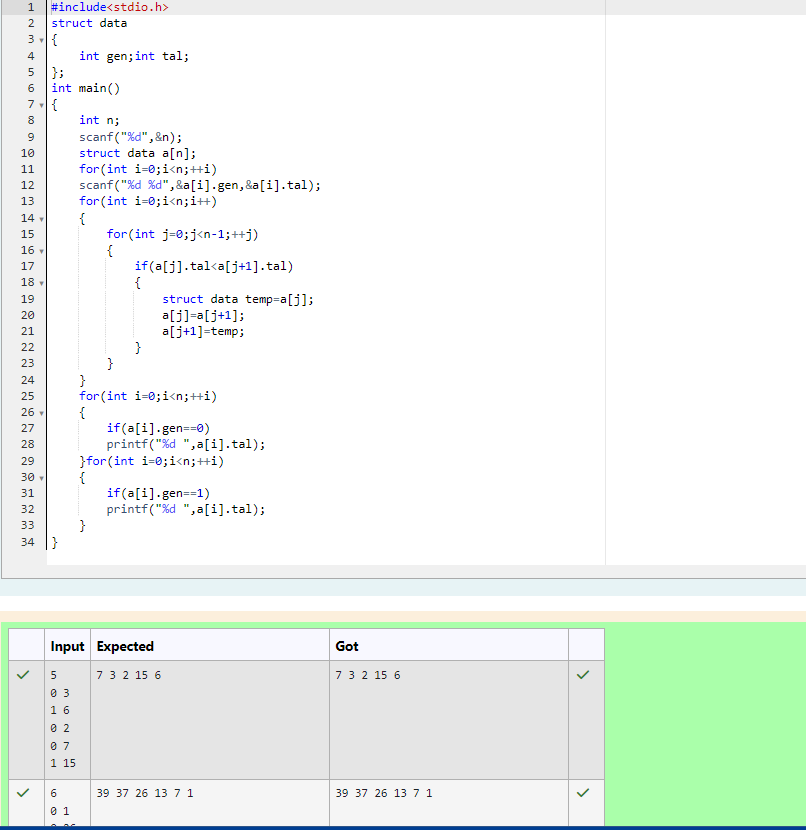 1 #include<stdio.h>
2 struct data
3 {
4 int gen;int tal;
5 };
6 int main()
7 {
8 int n;
9 scanf("%d",&n);
10 struct data a[n];
11 for(int i=0;i<n;++i)
12 scanf("%d %d",&a[i].gen,&a[i].tal);
13 for(int i=0;i<n;i++)
14 {
15 for(int j=0;j<n-1;++j)
16 {
17 if(a[j].tal<a[j+1].tal)
18 {
19 struct data temp=a[j];
20 a[j]=a[j+1];
21 a[j+1]=temp;
22 }
23 }
24 }
25 for(int i=0;i<n;++i)
26 {
27 if(a[i].gen==0)
28 printf("%d ",a[i].tal);
29 }for(int i=0;i<n;++i)
30 {
31 if(a[i].gen==1)
32 printf("%d ",a[i].tal);
33 }
34 }
Input Expected Got
5 7 3 2 15 6 7 3 2 15 6
0 3
1 6
0 2
0 7
1 15
6 39 37 26 13 7 1 39 37 26 13 7 1
0 1